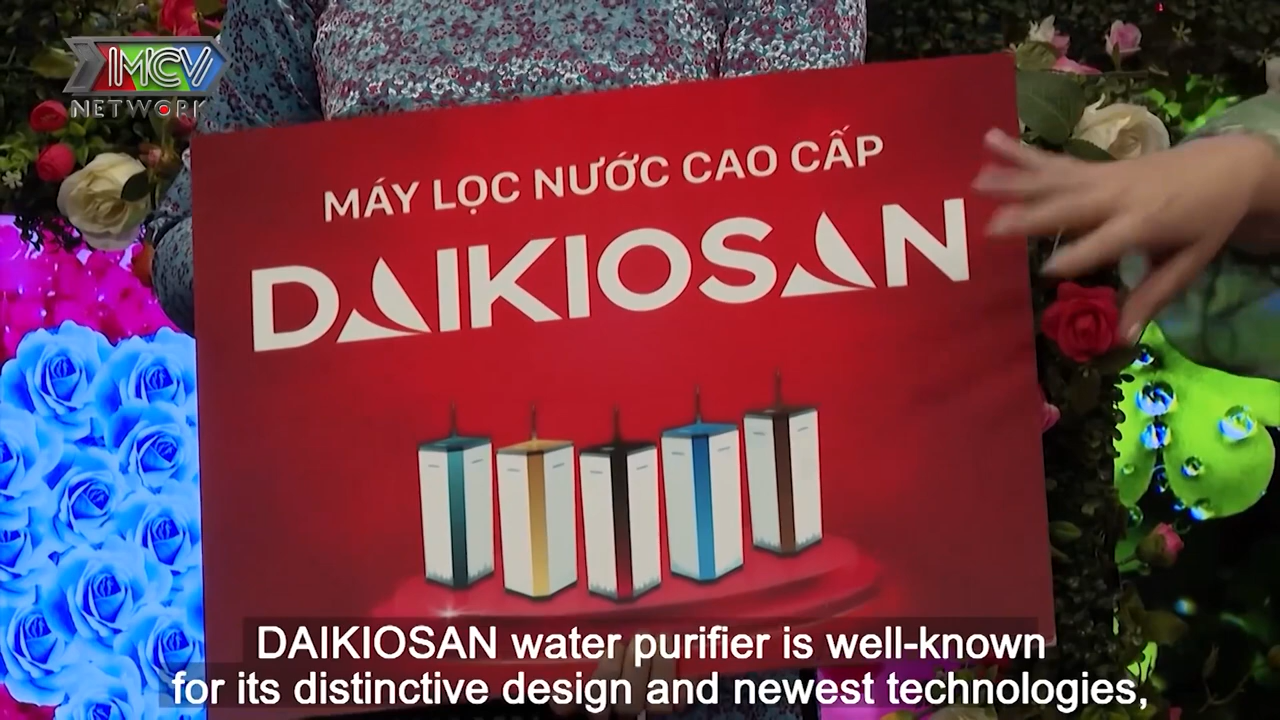 MCV
NETWORK
MÁY LỌC NƯỚC CAO CẤP
DAIKIOSAN
DAIKIOSAN water purifier is well-known
for its distinctive design and newest technologies,